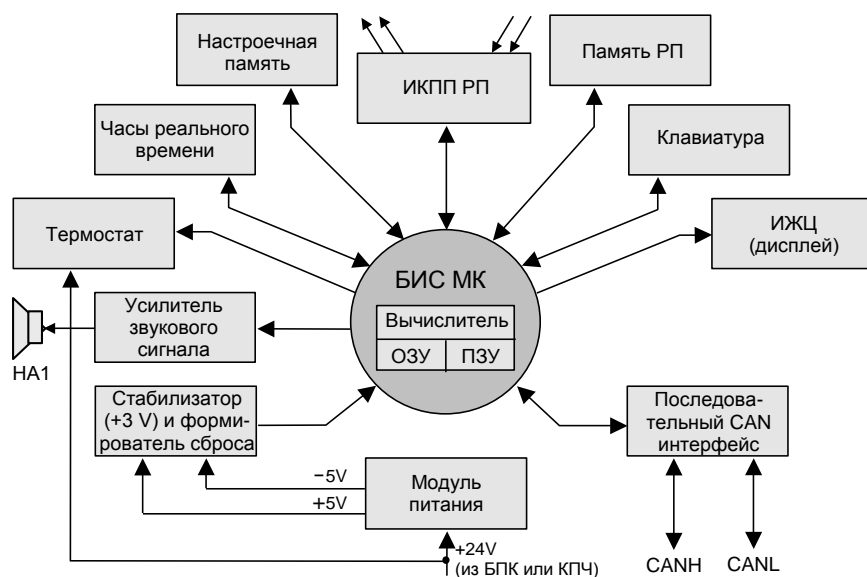 Настроечная
память
ИКПП РП
Память РП
Часы реального
времени
Клавиатура
Термостат
ИЖЦ
(дисплей)
БИС МК
Вычислитель
ОЗУ
ПЗУ
Усилитель
звукового
сигнала
НА1
Стабилизатор
(+3 V) и форми-
рователь сброса
Последова-
тельный CAN
интерфейс
−5V
+5V
Модуль
питания
+24V
(из БПК или КПЧ)
CANH
CANL